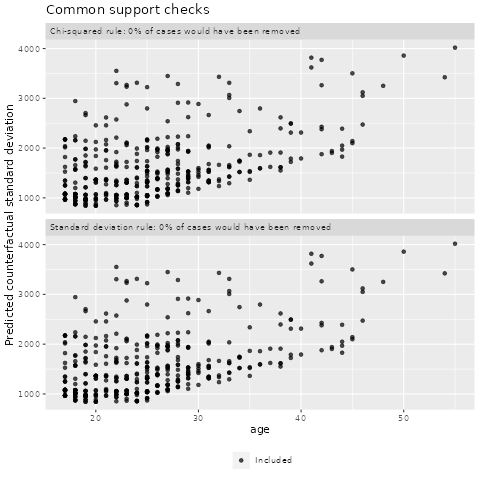 Common support checks
Chi-squared rule: 0% of cases would have been removed
4000
3000
2000
1000
Standard deviation rule: 0% of cases would have been removed
4000
3000
2000
1000
Predicted counterfactual standard deviation
20
30
40
50
age
Included